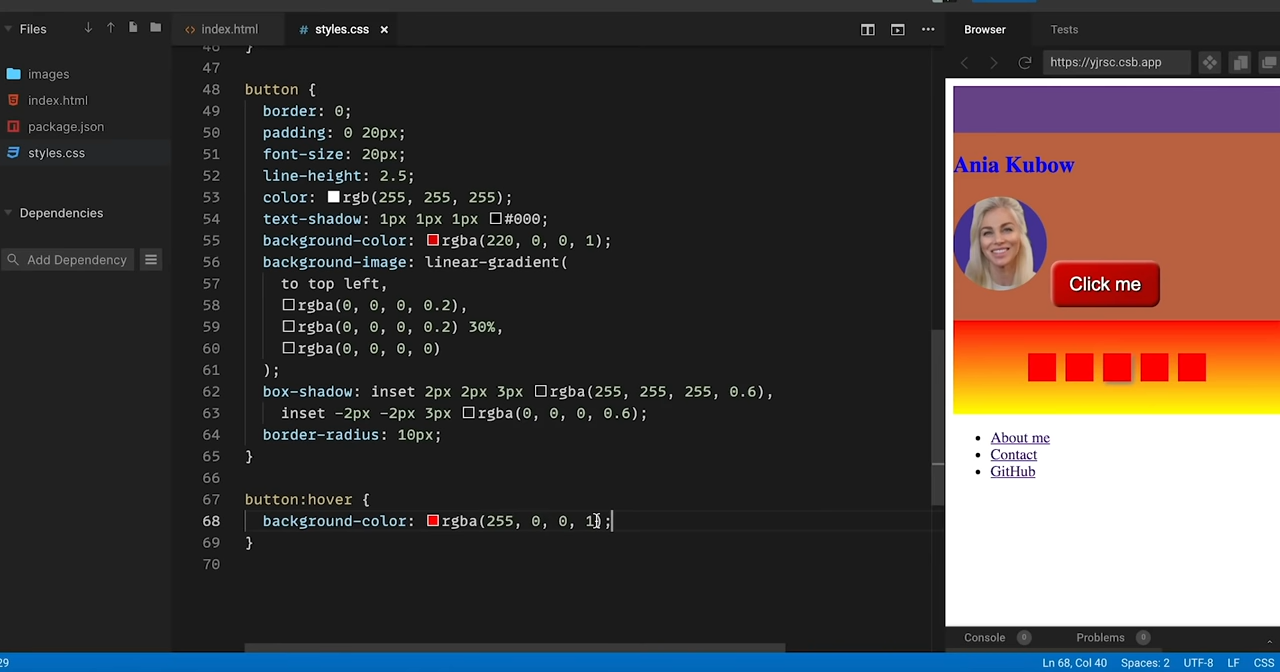 Files
index.html
styles.css
Browser
Tests
https://yjrsc.csb.app
images
index.html
package.json
styles.css
Dependencies
Add Dependency
46 }
47
48 button {
49 border: 0;
50 padding: 0 20px;
51 font-size: 20px;
52 line-height: 2.5;
53 color: rgb(255, 255, 255);
54 text-shadow: 1px 1px 1px #000;
55 background-color: rgba(220, 0, 0, 1);
56 background-image: linear-gradient(
57 to top left,
58 rgba(0, 0, 0, 0.2),
59 rgba(0, 0, 0, 0.2) 30%,
60 rgba(0, 0, 0, 0)
61 );
62 box-shadow: inset 2px 2px 3px rgba(255, 255, 255, 0.6),
63 inset -2px -2px 3px rgba(0, 0, 0, 0.6);
64 border-radius: 10px;
65 }
66
67 button:hover {
68 background-color: rgba(255, 0, 0, 1);
69 }
70
Ania Kubow
Click me
About me
Contact
GitHub
Console 0
Problems 0
29
Ln 68, Col 40
Spaces: 2
UTF-8
LF
CSS